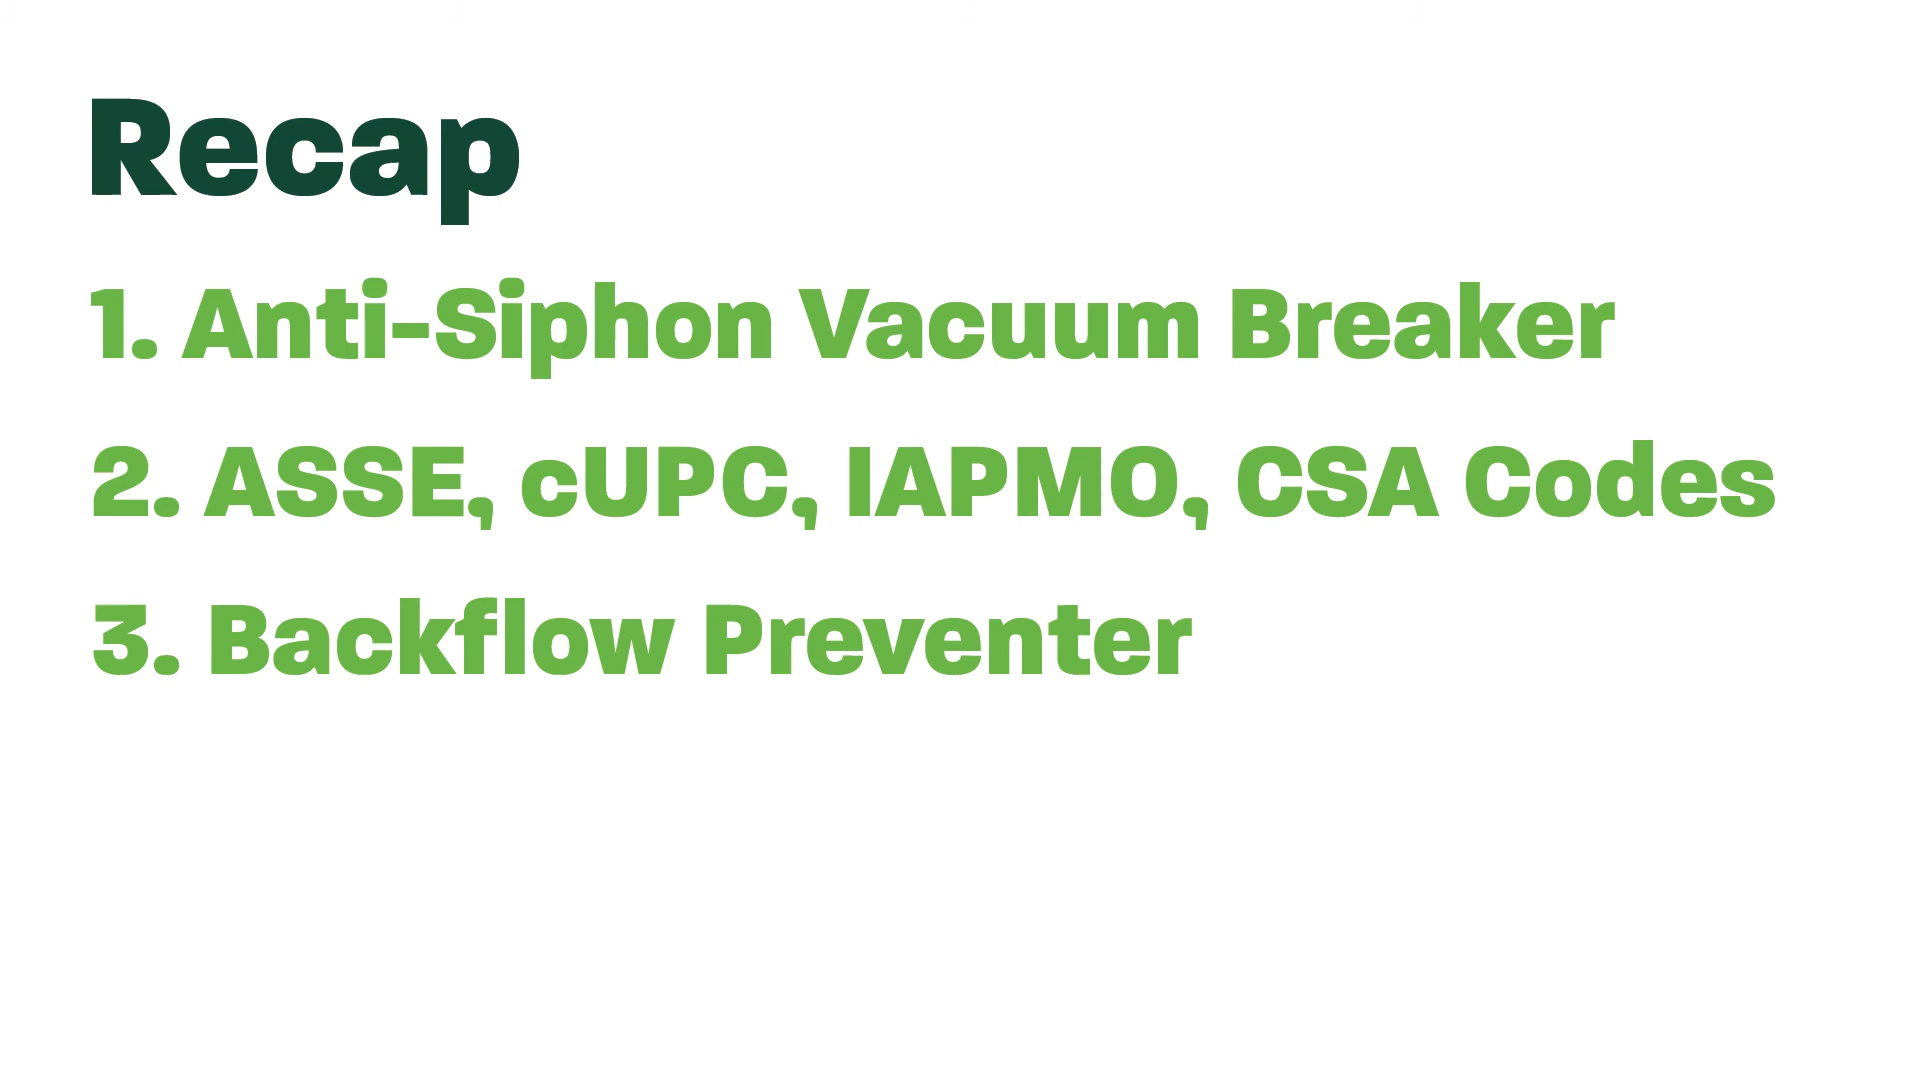 Recap
1. Anti-Siphon Vacuum Breaker
2. ASSE, cUPC, IAPMO, CSA Codes
3. Backflow Preventer